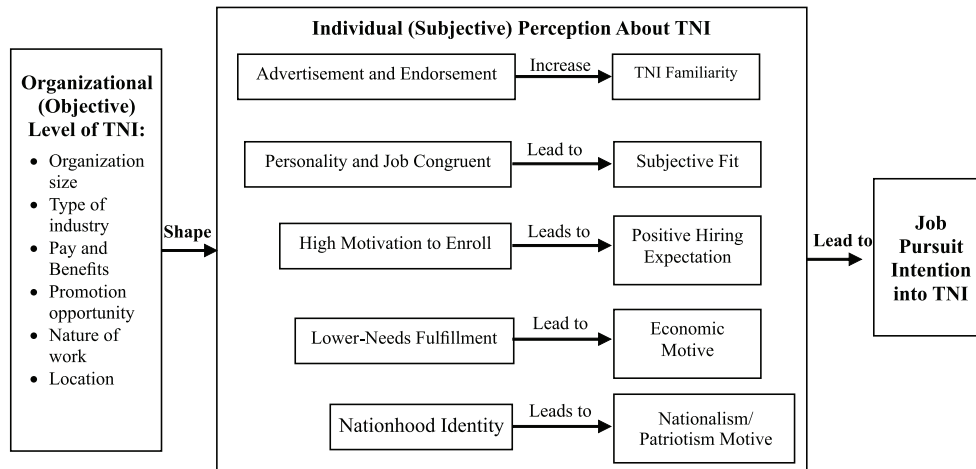 Organizational
(Objective)
Level of TNI:
• Organization
size
• Type of
industry
• Pay and
Benefits
• Promotion
opportunity
• Nature of
work
• Location
Shape
Individual (Subjective) Perception About TNI
Advertisement and Endorsement
Increase
TNI Familiarity
Personality and Job Congruent
Lead to
Subjective Fit
High Motivation to Enroll
Leads to
Positive Hiring
Expectation
Lower-Needs Fulfillment
Lead to
Economic
Motive
Nationhood Identity
Leads to
Nationalism/
Patriotism Motive
Lead to
Job
Pursuit
Intention
into TNI